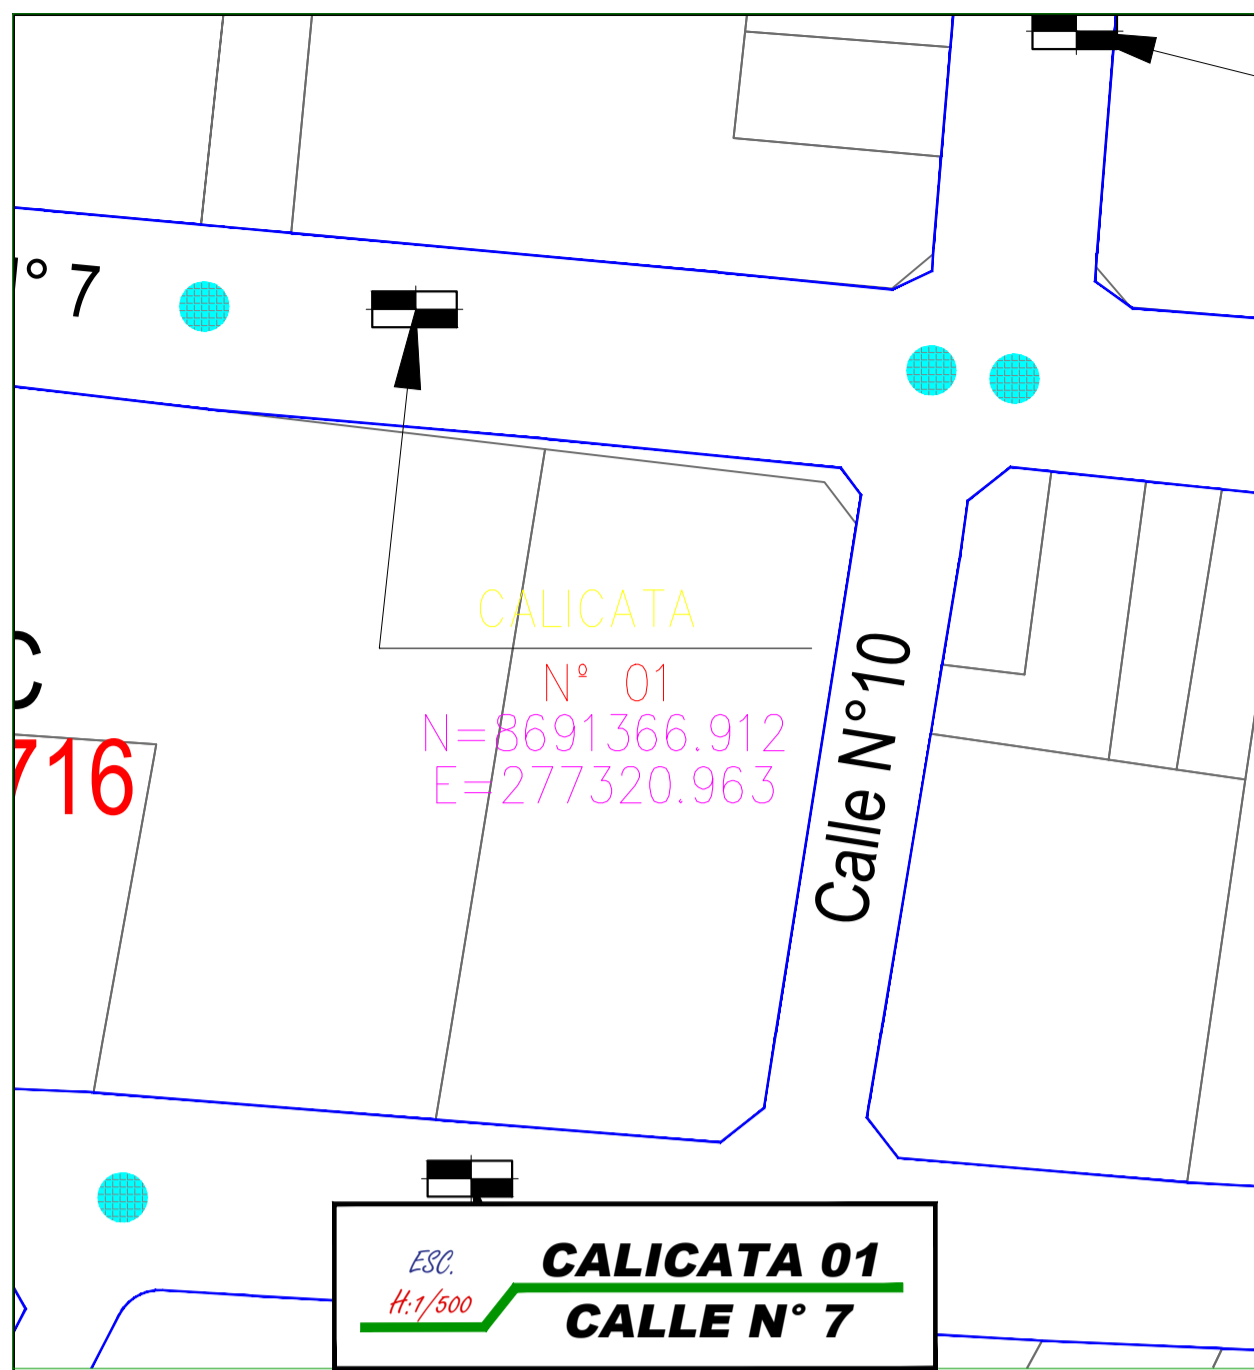 ° 7
CALICATA
N° 01
N=8691366.912
E=277320.963
C
716
Calle N°10
ESC.
H:1/500
CALICATA 01
CALLE N° 7